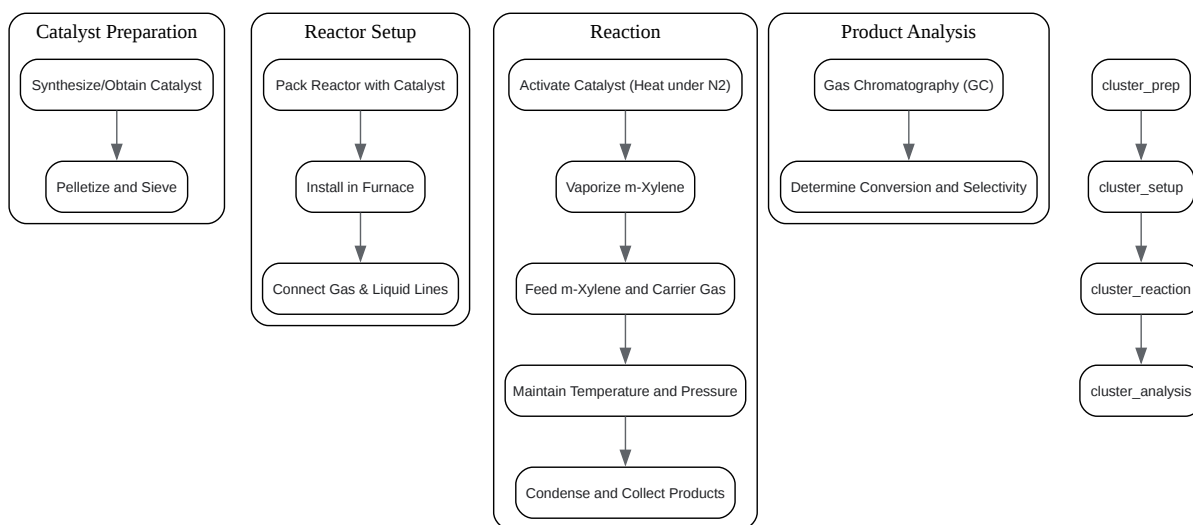 Catalyst Preparation
Synthesize/Obtain Catalyst
Pelletize and Sieve
Reactor Setup
Pack Reactor with Catalyst
Install in Furnace
Connect Gas & Liquid Lines
Reaction
Activate Catalyst (Heat under N2)
Vaporize m-Xylene
Feed m-Xylene and Carrier Gas
Maintain Temperature and Pressure
Condense and Collect Products
Product Analysis
Gas Chromatography (GC)
Determine Conversion and Selectivity
cluster_prep
cluster_setup
cluster_reaction
cluster_analysis